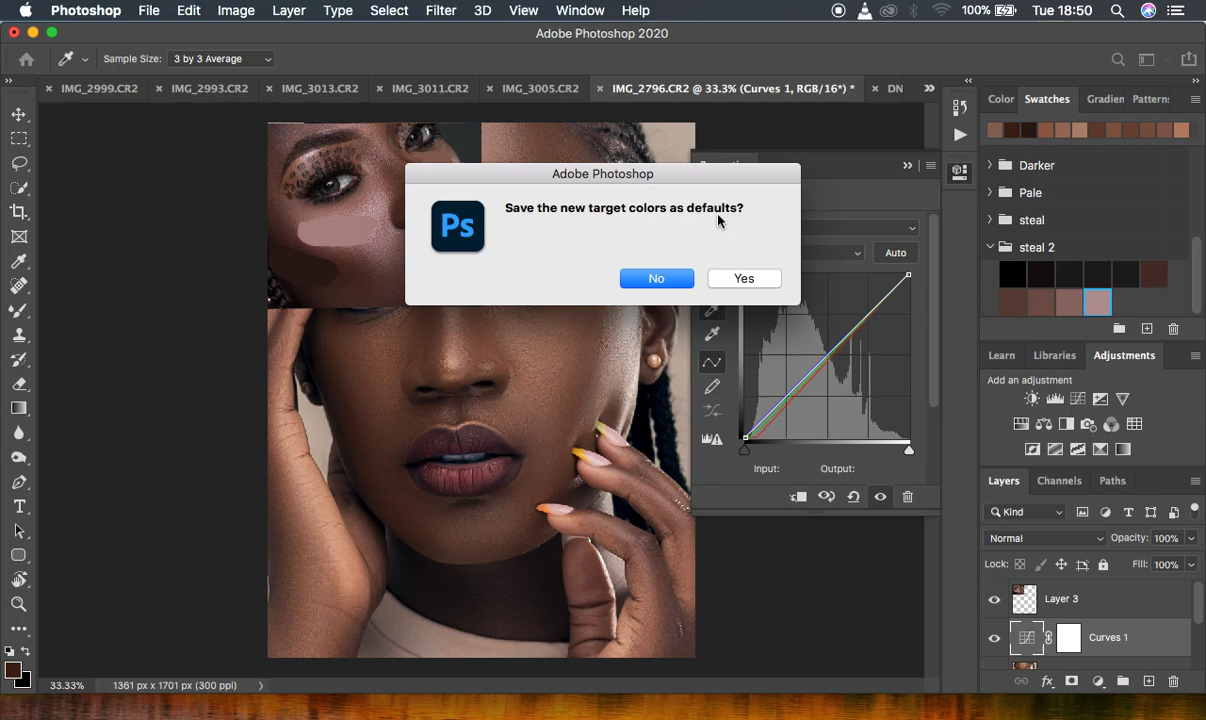 Photoshop File Edit Image Layer Type Select Filter 3D View Window Help 100% Tue 18:50
Adobe Photoshop 2020
Sample Size: 3 by 3 Average
IMG_2999.CR2 IMG_2993.CR2 IMG_3013.CR2 IMG_3011.CR2 IMG_3005.CR2 IMG_2796.CR2 @ 33.3% (Curves 1, RGB/16*) * DN
Color Swatches Gradien Pattern:
Adobe Photoshop
Ps
Save the new target colors as defaults?
No Yes
Auto
Input: Output:
Darker
Pale
steal
steal 2
Learn Libraries Adjustments
Add an adjustment
Layers Channels Paths
Kind
Normal Opacity: 100%
Lock: Fill: 100%
Layer 3
Curves 1
33.33% 1361 px x 1701 px (300 ppi)